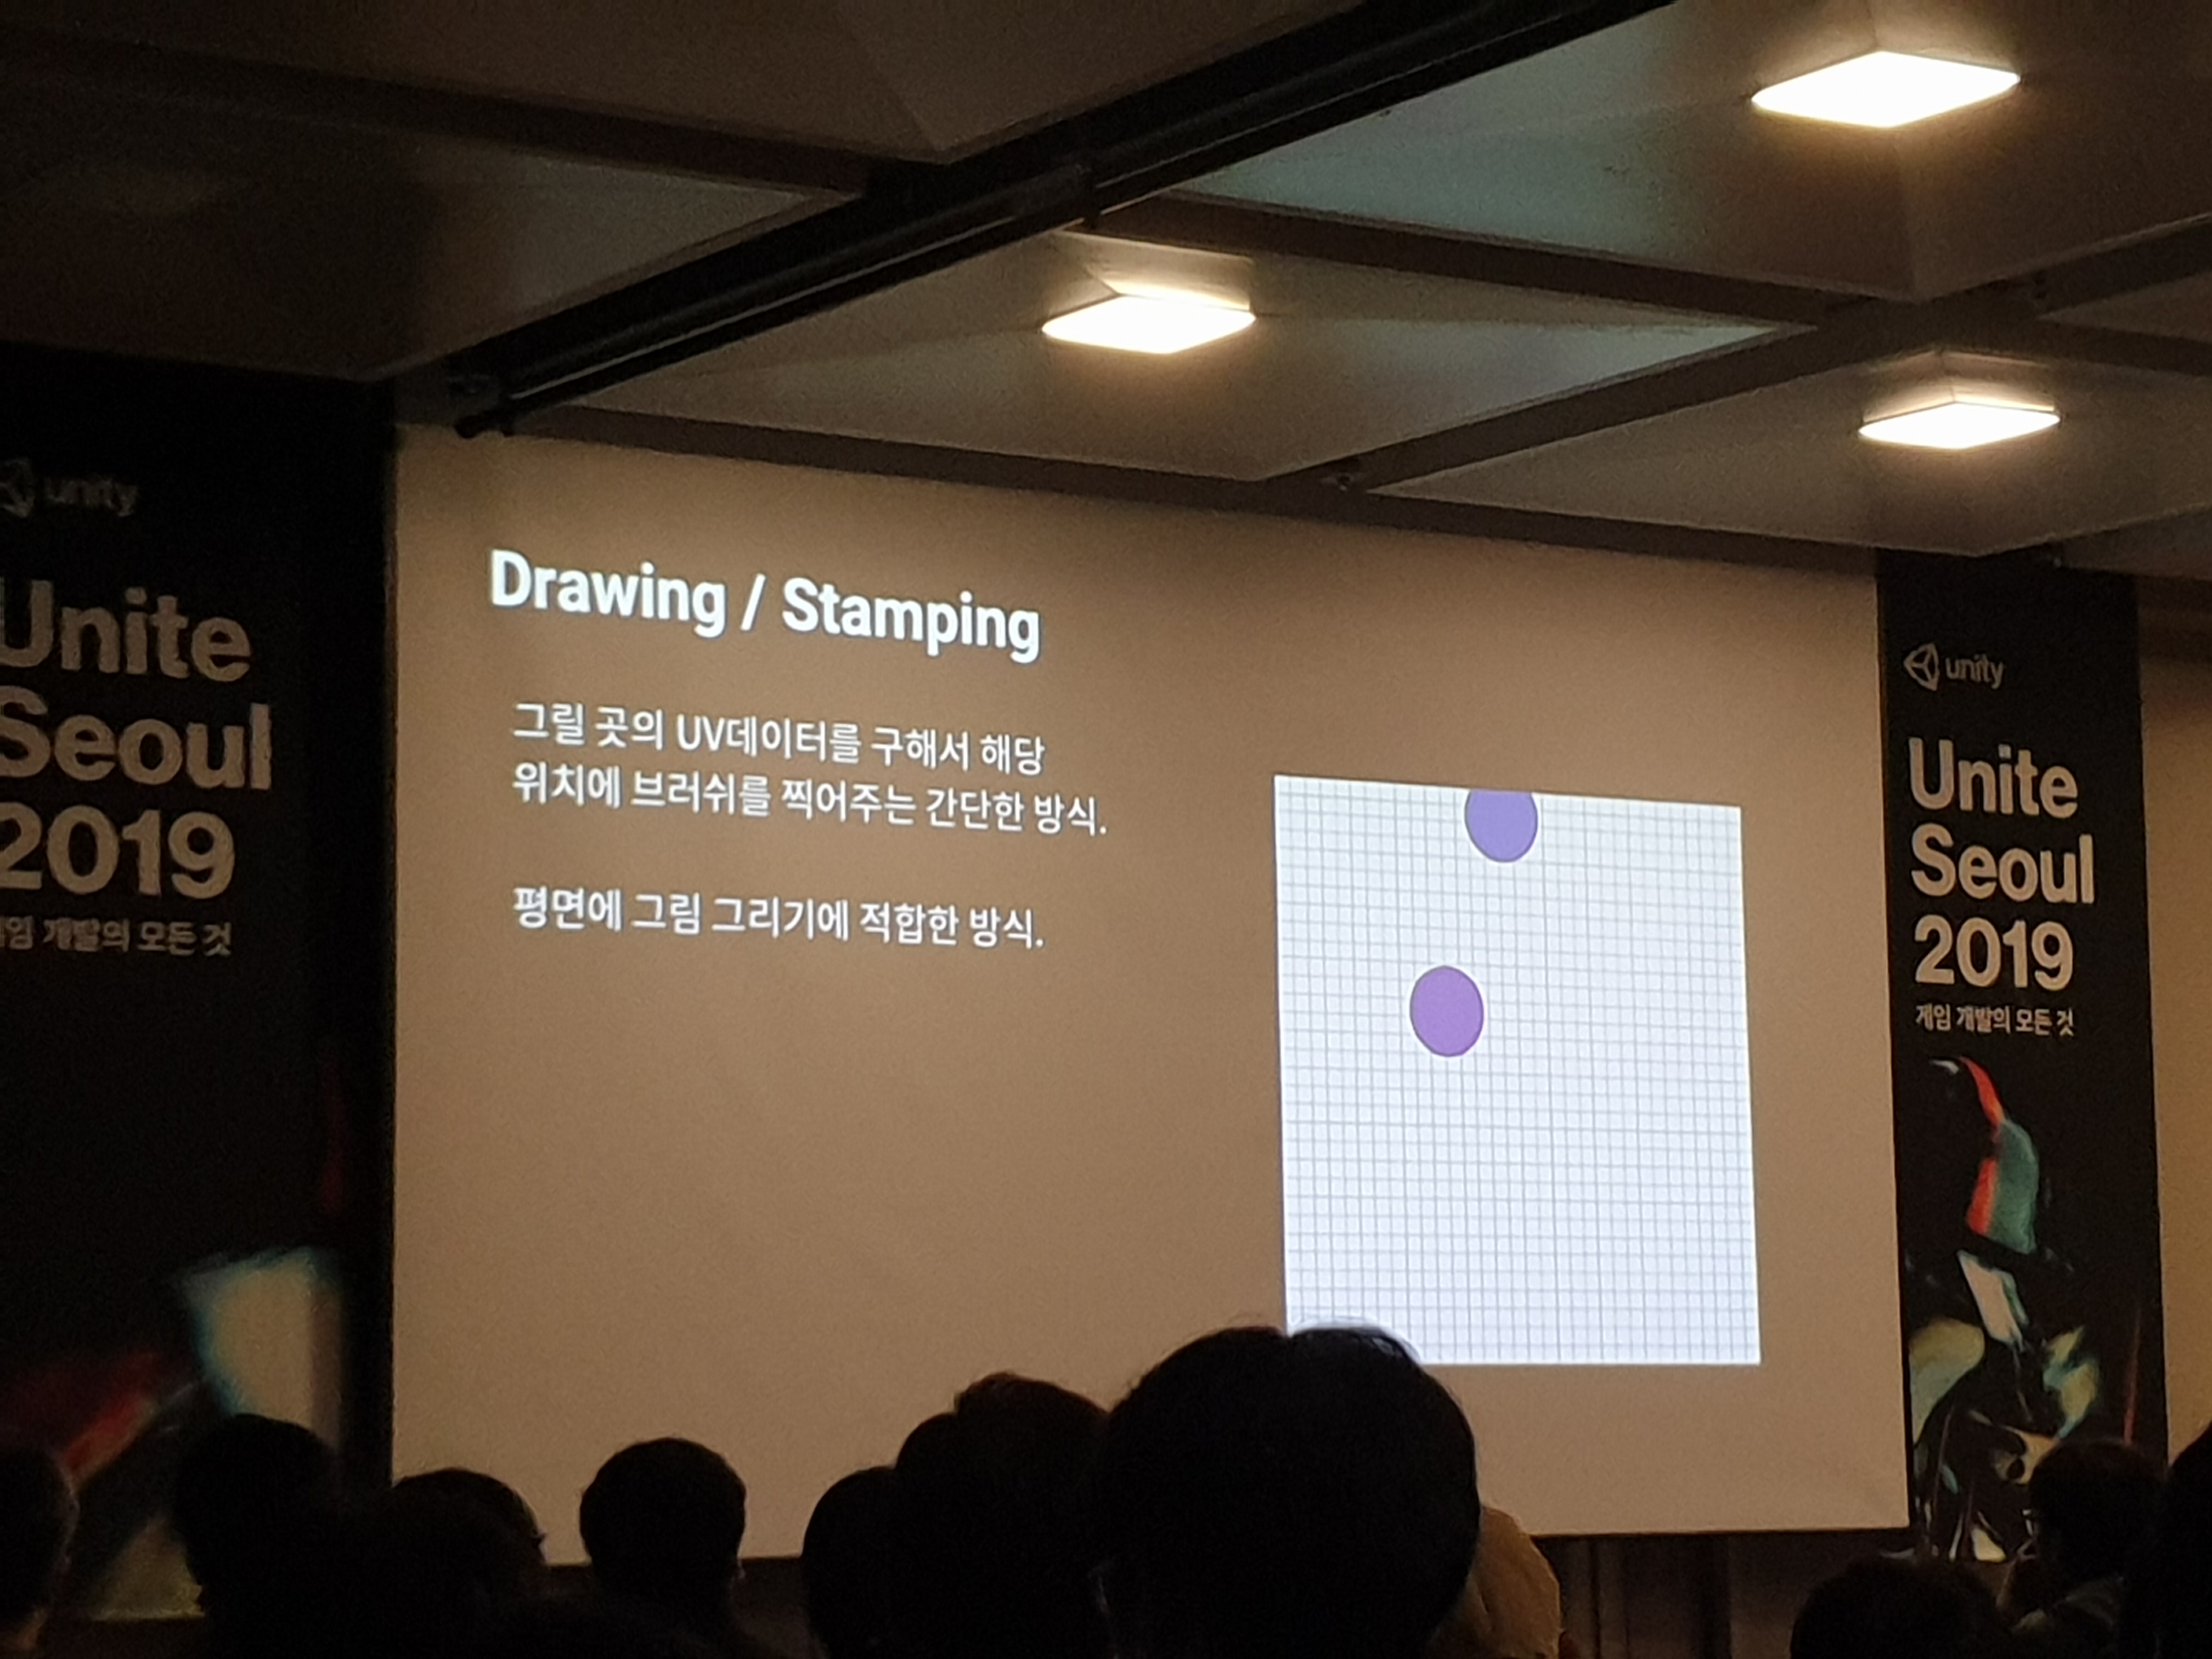 unity
Unite
Seoul
2019
개발의 모든 것
Drawing / Stamping
그릴 곳의 UV데이터를 구해서 해당
위치에 브러쉬를 찍어주는 간단한 방식.
평면에 그림 그리기에 적합한 방식.
unity
Unite
Seoul
2019
게임 개발의 모든 것